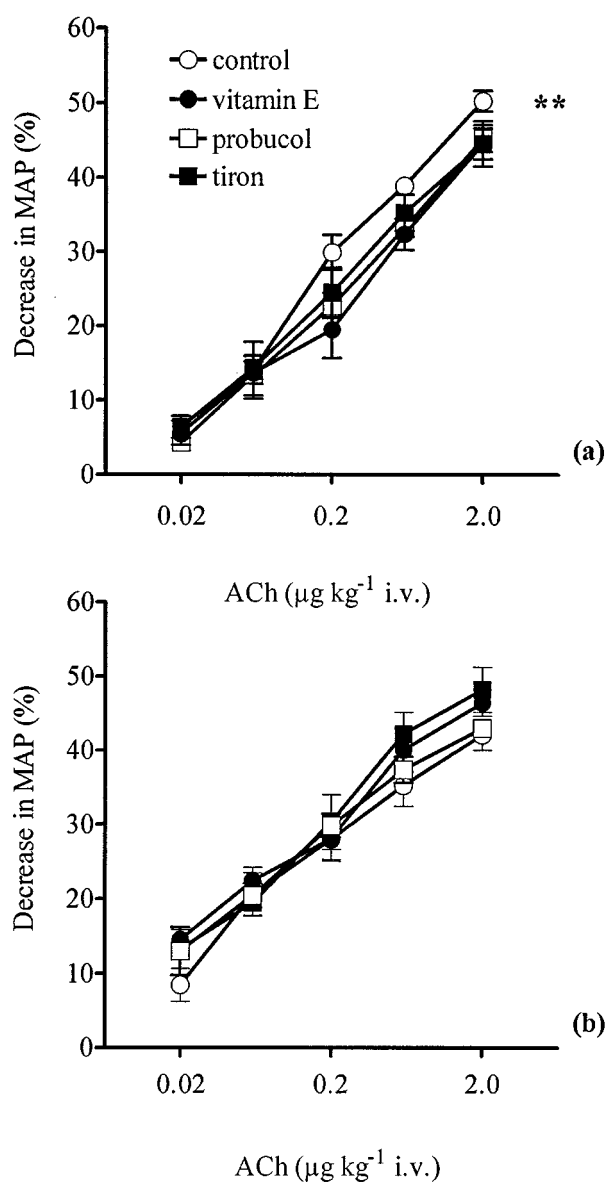 60
50
40
30
20
10
0
Decrease in MAP (%)
control
vitamin E
probucol
tiron
**
(a)
0.02 0.2 2.0
ACh (µg kg⁻¹ i.v.)
60
50
40
30
20
10
0
Decrease in MAP (%)
(b)
0.02 0.2 2.0
ACh (µg kg⁻¹ i.v.)